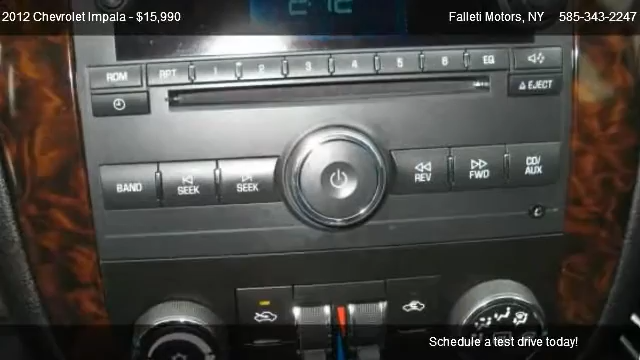 2012 Chevrolet Impala - $15,990
Falleti Motors, NY 585-343-2247
RDM RPT 1 2 3 4 5 6 EQ
EJECT
BAND SEEK SEEK REV FWD CD/AUX
Schedule a test drive today!